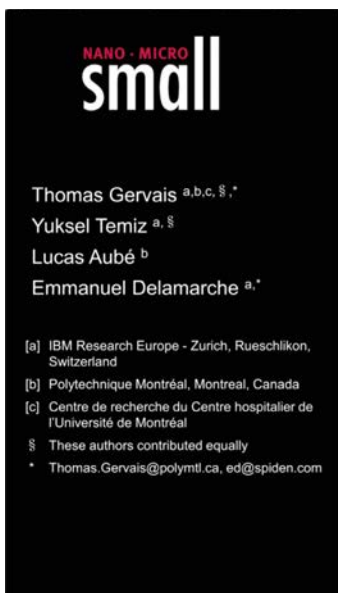 NANO - MICRO
small
Thomas Gervais a,b,c, §,*
Yuksel Temiz a, §
Lucas Aubé b
Emmanuel Delamarche a,*
[a] IBM Research Europe - Zurich, Rueschlikon,
Switzerland
[b] Polytechnique Montréal, Montreal, Canada
[c] Centre de recherche du Centre hospitalier de
l'Université de Montréal
§ These authors contributed equally
* Thomas.Gervais@polymtl.ca, ed@spiden.com